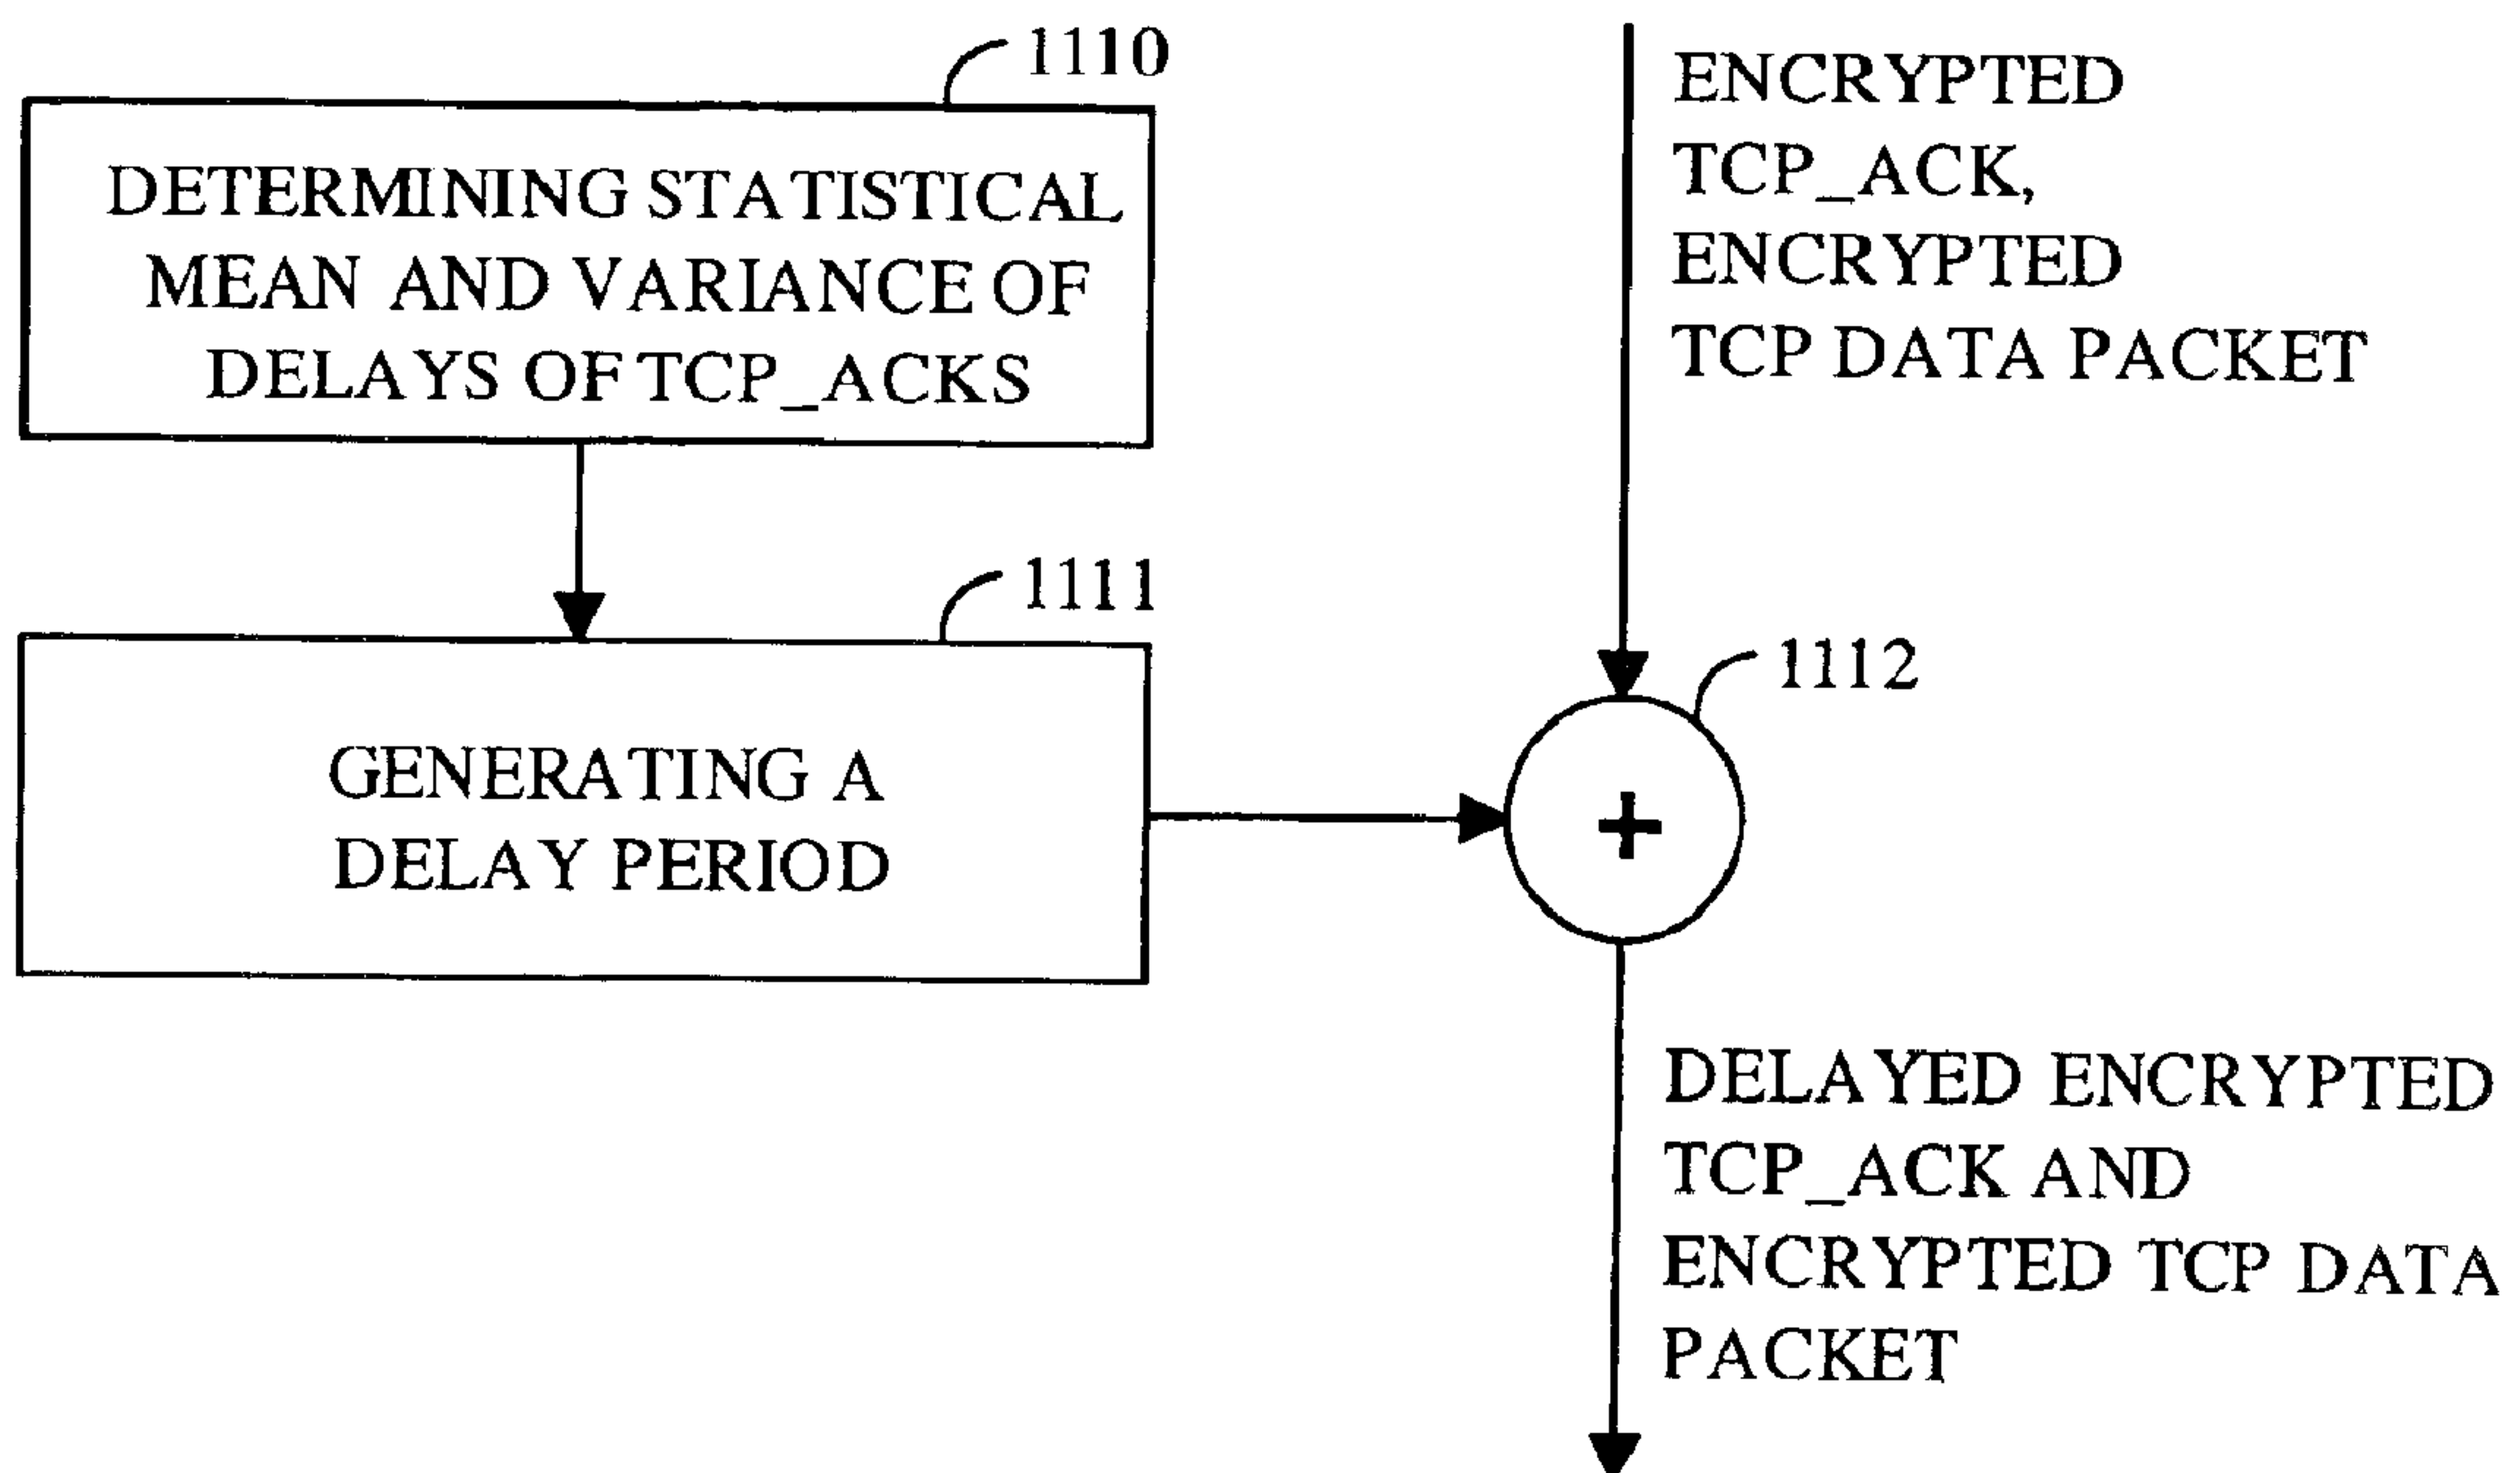 1110
DETERMINING STATISTICAL
MEAN AND VARIANCE OF
DELAYS OF TCP_ACKS
1111
GENERATING A
DELAY PERIOD
ENCRYPTED
TCP_ACK,
ENCRYPTED
TCP DATA PACKET
1112
+
DELAYED ENCRYPTED
TCP_ACK AND
ENCRYPTED TCP DATA
PACKET